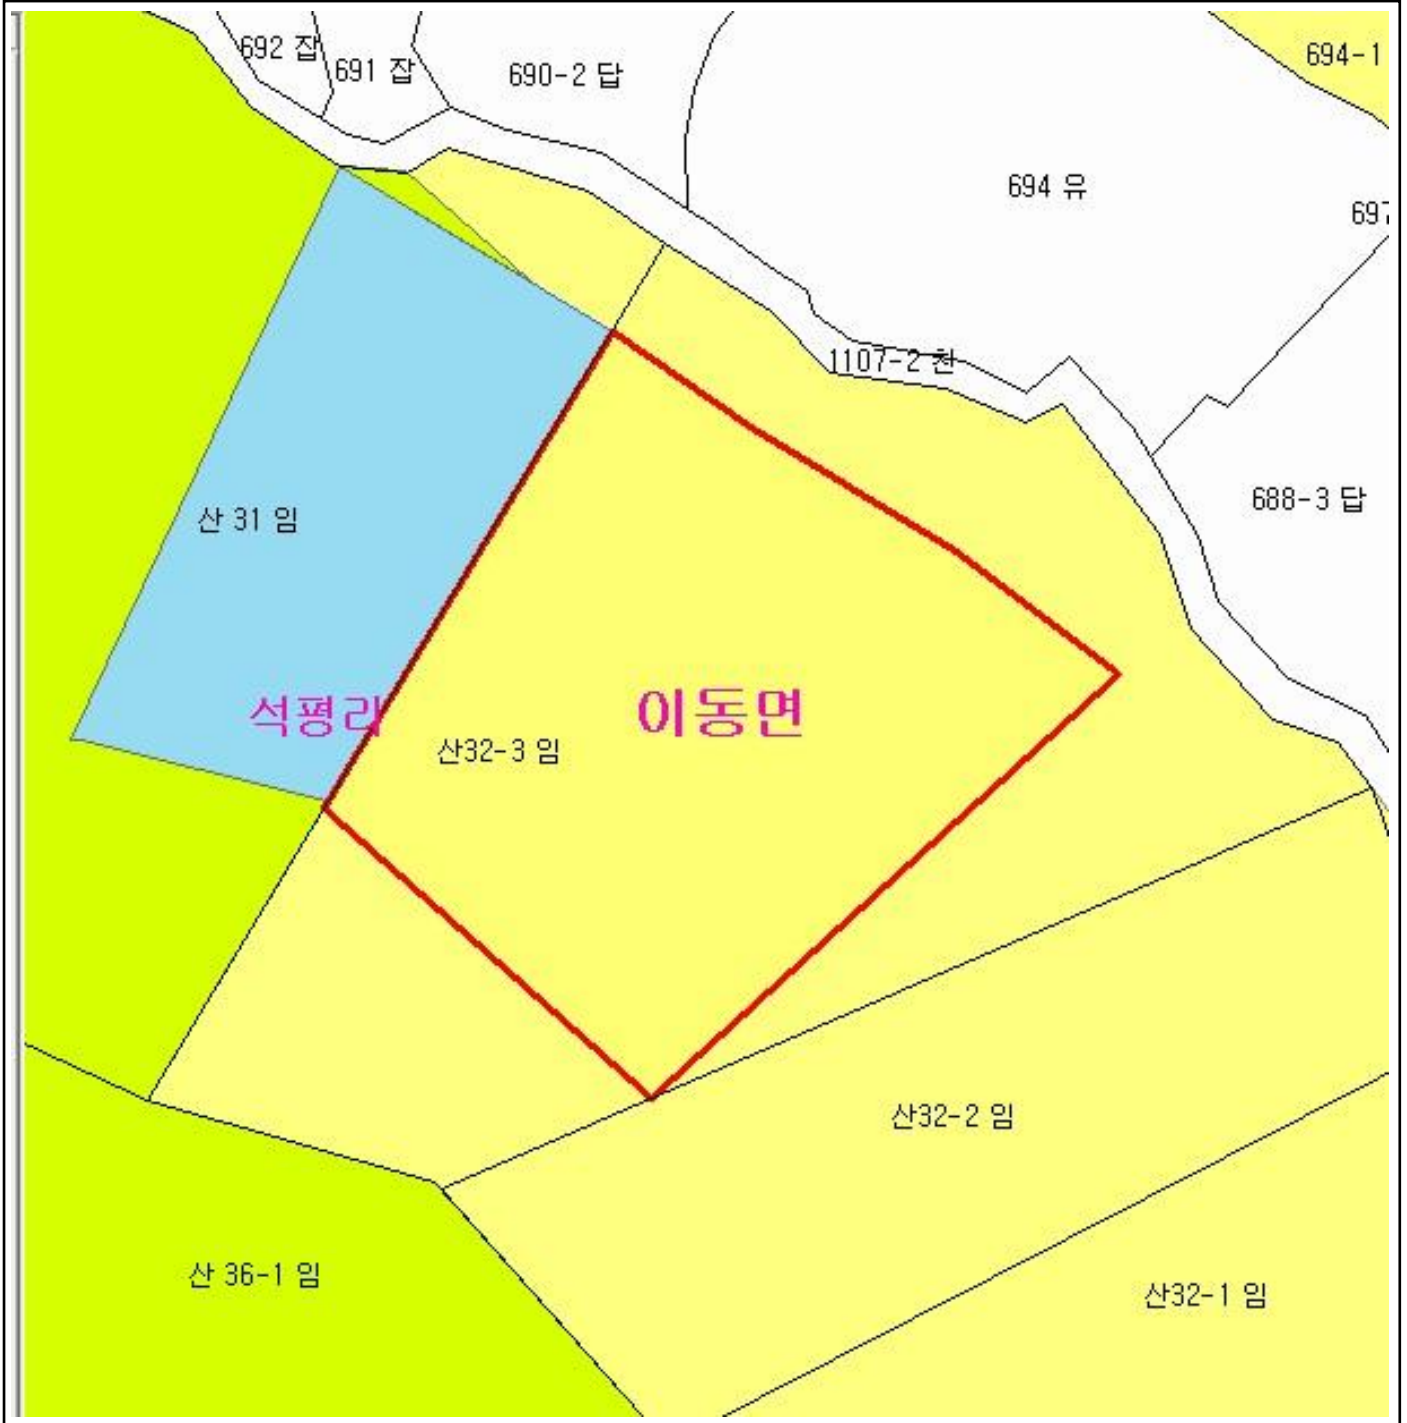 692 잡
691 잡
690-2 답
694-1
694 유
697
1107-2 천
688-3 답
산 31 임
석평리
이동면
산32-3 임
산32-2 임
산 36-1 임
산32-1 임